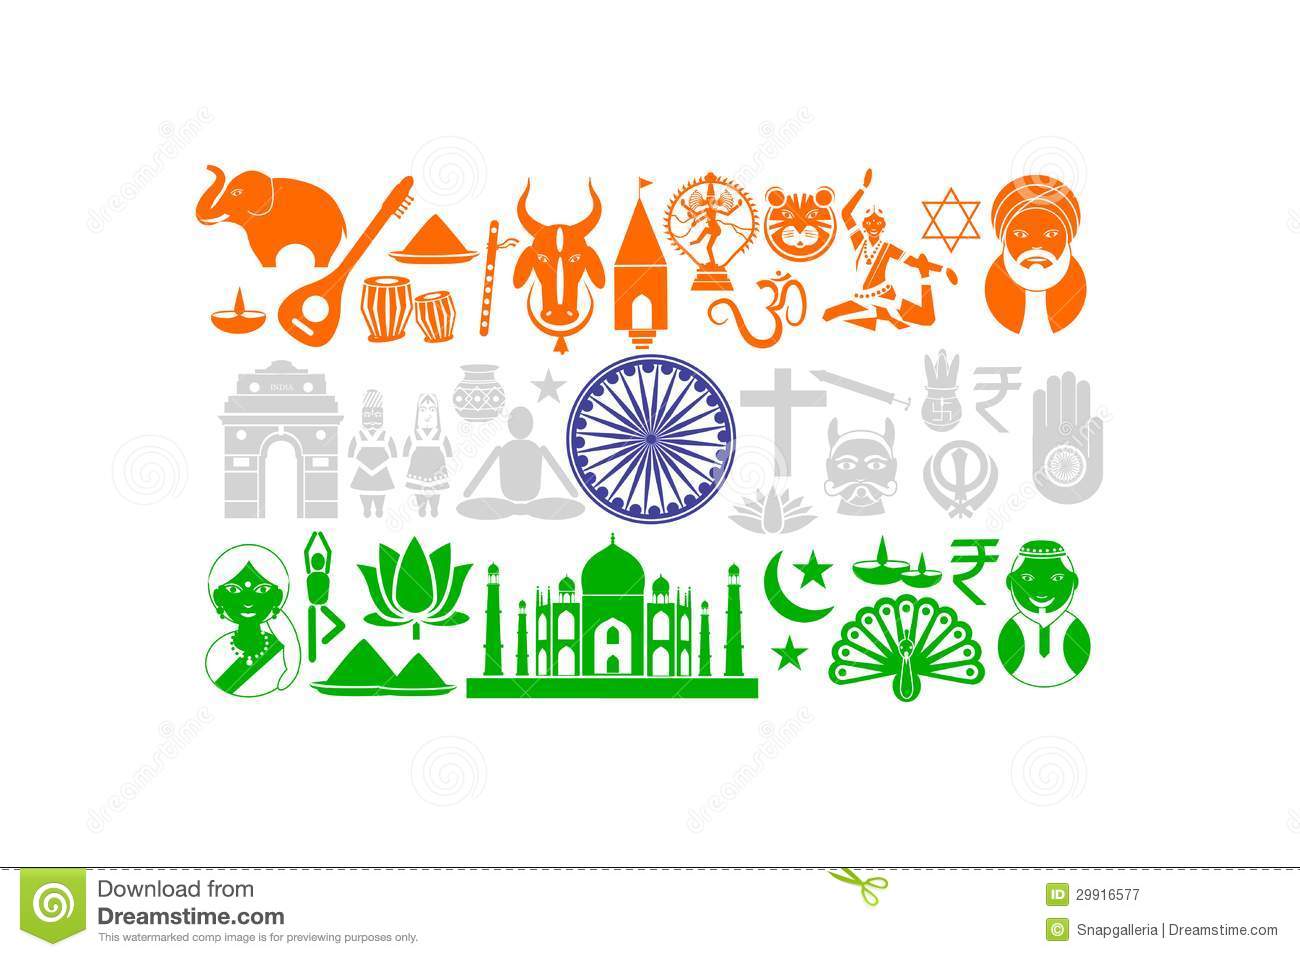 INDIA
ॐ
₹
₹
dreamstime
Download from
Dreamstime.com
This watermarked comp image is for previewing purposes only.
ID 29916577
© Snapgalleria | Dreamstime.com